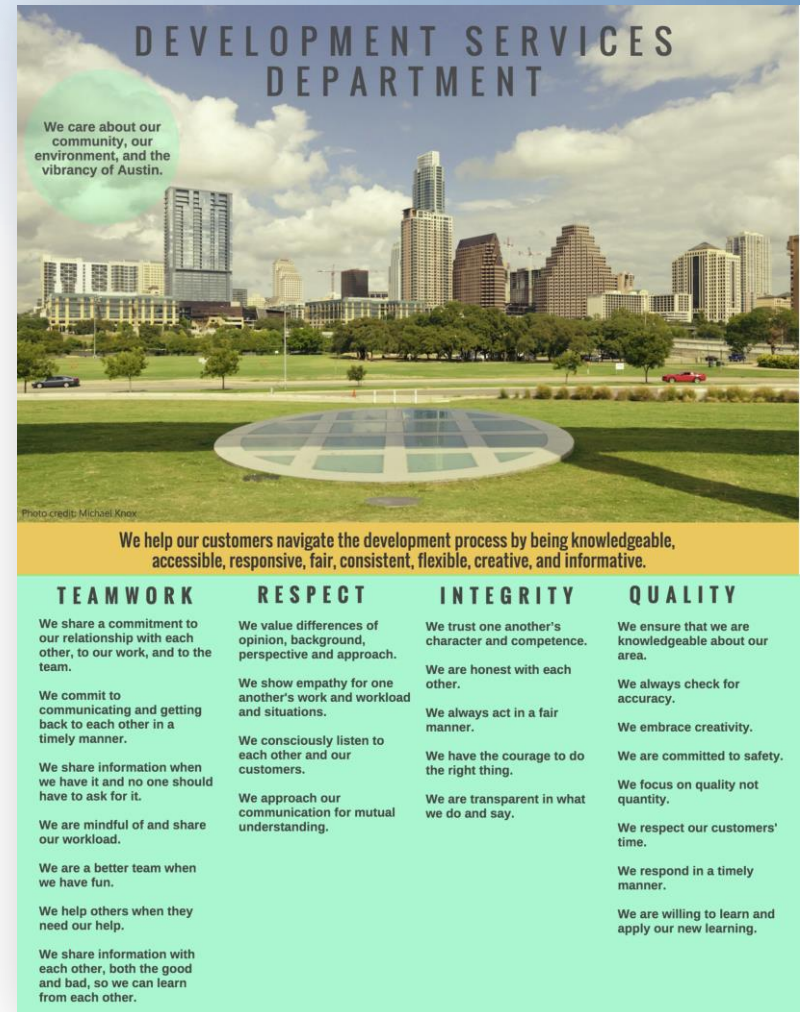 DEVELOPMENT SERVICES
DEPARTMENT
We care about our
community, our
environment, and the
vibrancy of Austin.
Photo credit: Michael Knox
We help our customers navigate the development process by being knowledgeable,
accessible, responsive, fair, consistent, flexible, creative, and informative.
TEAMWORK
We share a commitment to
our relationship with each
other, to our work, and to the
team.
We commit to
communicating and getting
back to each other in a
timely manner.
We share information when
we have it and no one should
have to ask for it.
We are mindful of and share
our workload.
We are a better team when
we have fun.
We help others when they
need our help.
We share information with
each other, both the good
and bad, so we can learn
from each other.
RESPECT
We value differences of
opinion, background,
perspective and approach.
We show empathy for one
another's work and workload
and situations.
We consciously listen to
each other and our
customers.
We approach our
communication for mutual
understanding.
INTEGRITY
We trust one another's
character and competence.
We are honest with each
other.
We always act in a fair
manner.
We have the courage to do
the right thing.
We are transparent in what
we do and say.
QUALITY
We ensure that we are
knowledgeable about our
area.
We always check for
accuracy.
We embrace creativity.
We are committed to safety.
We focus on quality not
quantity.
We respect our customers'
time.
We respond in a timely
manner.
We are willing to learn and
apply our new learning.